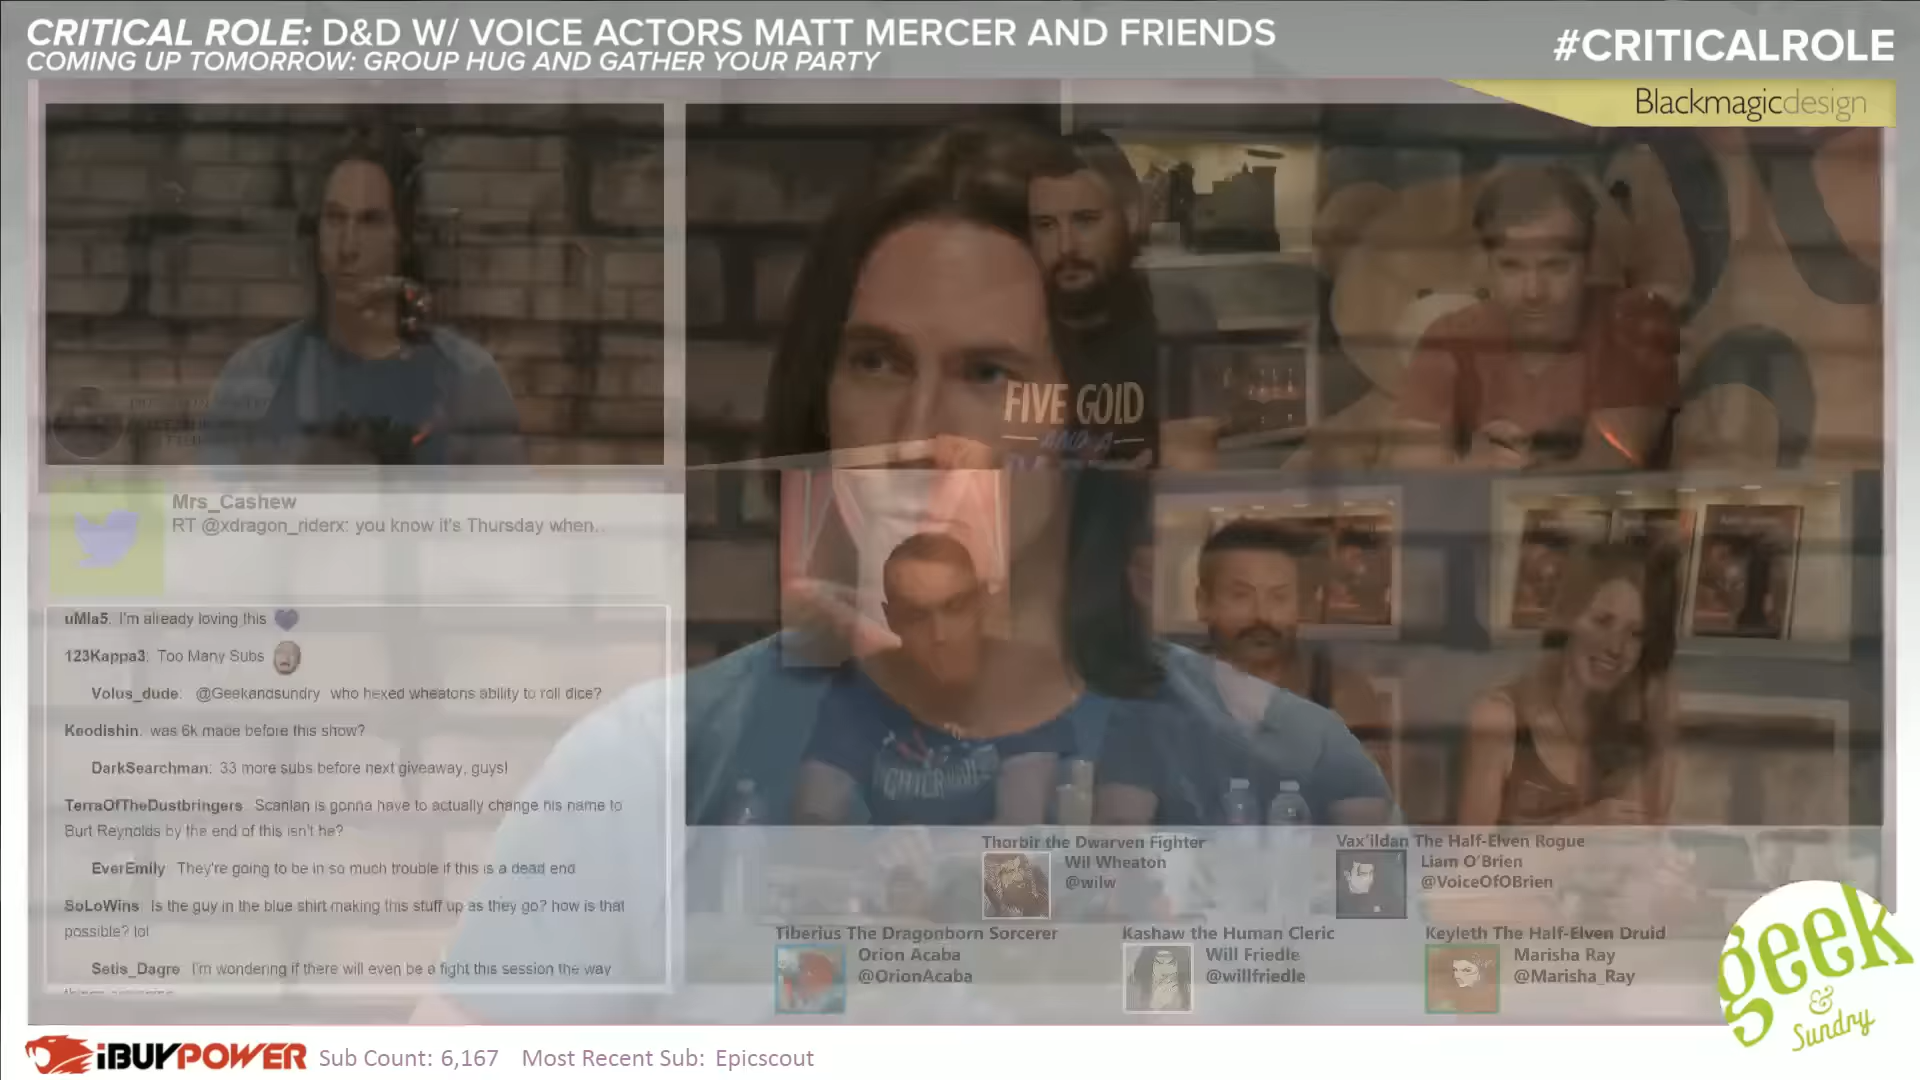 CRITICAL ROLE: D&D W/ VOICE ACTORS MATT MERCER AND FRIENDS
COMING UP TOMORROW: GROUP HUG AND GATHER YOUR PARTY
#CRITICALROLE
Blackmagicdesign
FIVE GOLD
AND A
Mrs_Cashew
RT @xdragon_riderx: you know it's Thursday when..
uMla5: I'm already loving this
123Kappa3: Too Many Subs
Volus_dude: @Geekandsundry who hexed wheatons ability to roll dice?
Keodishin: was 6k made before this show?
DarkSearchman: 33 more subs before next giveaway, guys!
TerraOfTheDustbringers: Scanlan is gonna have to actually change his name to
Burt Reynolds by the end of this isn't he?
EverEmily: They're going to be in so much trouble if this is a dead end
SoLoWins: Is the guy in the blue shirt making this stuff up as they go? how is that
possible? lol
Setis_Dagre: I'm wondering if there will even be a fight this session the way
Thorbir the Dwarven Fighter
Wil Wheaton
@wilw
Vax'ildan The Half-Elven Rogue
Liam O'Brien
@VoiceOfOBrien
Tiberius The Dragonborn Sorcerer
Orion Acaba
@OrionAcaba
Kashaw the Human Cleric
Will Friedle
@willfriedle
Keyleth The Half-Elven Druid
Marisha Ray
@Marisha_Ray
geek
&
Sundry
iBUYPOWER
Sub Count: 6,167 Most Recent Sub: Epicscout